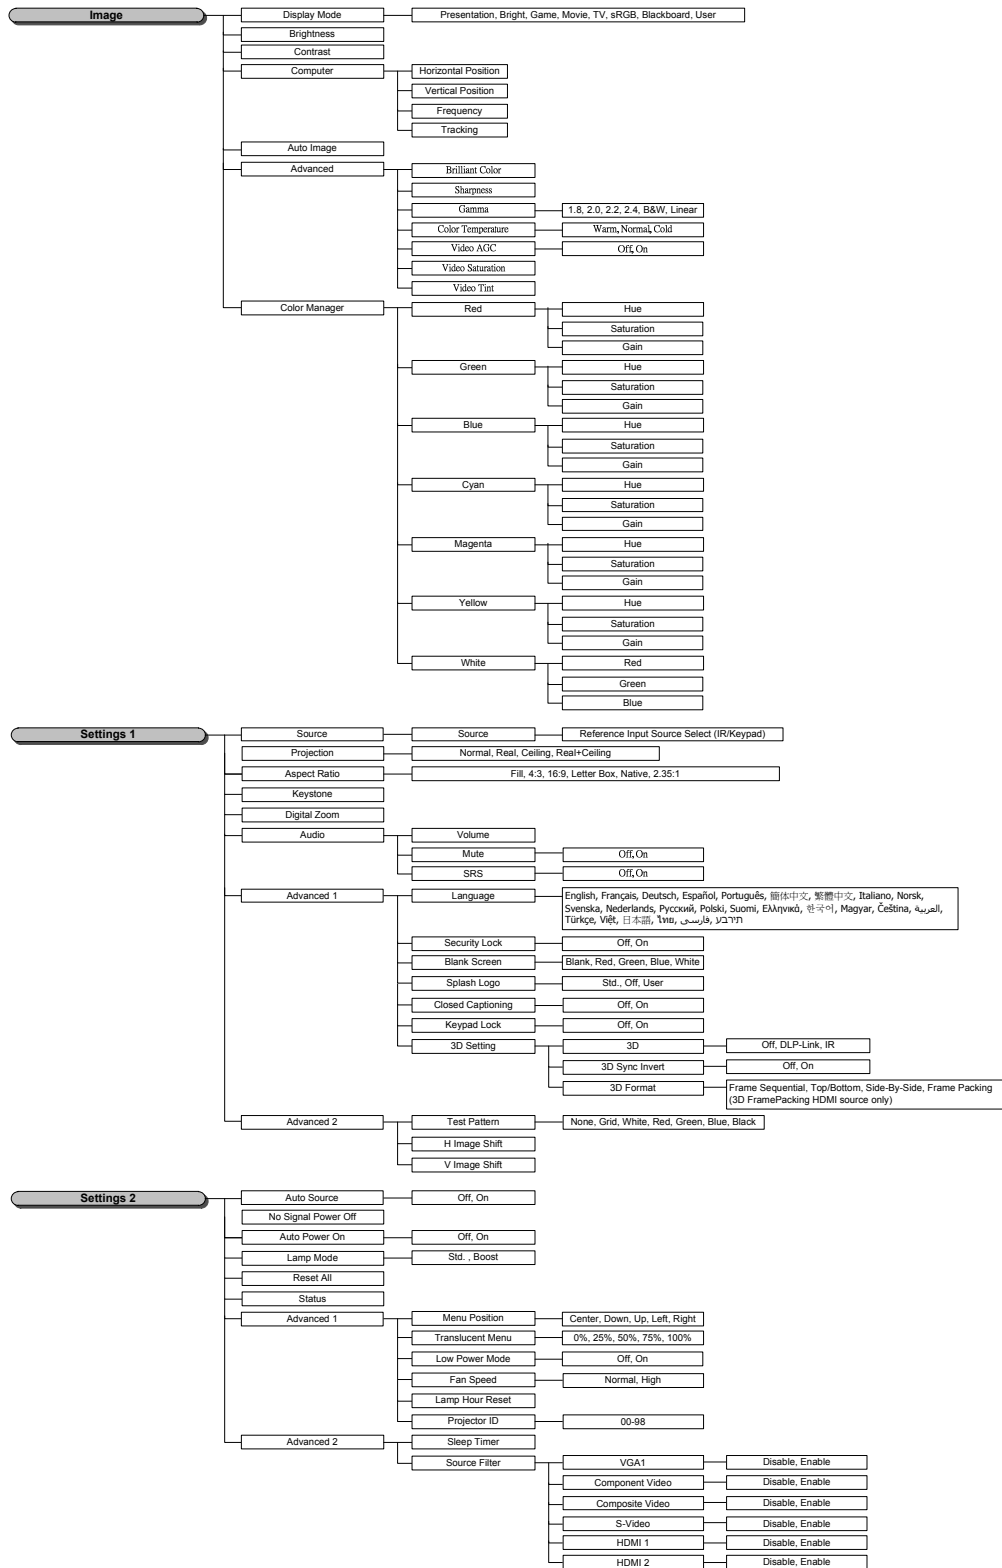 Image
Display Mode
Presentation, Bright, Game, Movie, TV, sRGB, Blackboard, User
Brightness
Contrast
Computer
Horizontal Position
Vertical Position
Frequency
Tracking
Auto Image
Advanced
Brilliant Color
Sharpness
Gamma
1.8, 2.0, 2.2, 2.4, B&W, Linear
Color Temperature
Warm, Normal, Cold
Video AGC
Off, On
Video Saturation
Video Tint
Color Manager
Red
Hue
Saturation
Gain
Green
Hue
Saturation
Gain
Blue
Hue
Saturation
Gain
Cyan
Hue
Saturation
Gain
Magenta
Hue
Saturation
Gain
Yellow
Hue
Saturation
Gain
White
Red
Green
Blue
Settings 1
Source
Source
Reference Input Source Select (IR/Keypad)
Projection
Normal, Real, Ceiling, Real+Ceiling
Aspect Ratio
Fill, 4:3, 16:9, Letter Box, Native, 2.35:1
Keystone
Digital Zoom
Audio
Volume
Mute
Off, On
SRS
Off, On
Advanced 1
Language
English, Français, Deutsch, Español, Português, 簡体中文, 繁體中文, Italiano, Norsk,
Svenska, Nederlands, Русский, Polski, Suomi, Ελληνικά, 한국어, Magyar, Čeština, العربية,
Türkçe, Việt, 日本語, ไทย, فارسی, תירבע
Security Lock
Off, On
Blank Screen
Blank, Red, Green, Blue, White
Splash Logo
Std., Off, User
Closed Captioning
Off, On
Keypad Lock
Off, On
3D Setting
3D
Off, DLP-Link, IR
3D Sync Invert
Off, On
3D Format
Frame Sequential, Top/Bottom, Side-By-Side, Frame Packing
(3D FramePacking HDMI source only)
Advanced 2
Test Pattern
None, Grid, White, Red, Green, Blue, Black
H Image Shift
V Image Shift
Settings 2
Auto Source
Off, On
No Signal Power Off
Auto Power On
Off, On
Lamp Mode
Std. , Boost
Reset All
Status
Advanced 1
Menu Position
Center, Down, Up, Left, Right
Translucent Menu
0%, 25%, 50%, 75%, 100%
Low Power Mode
Off, On
Fan Speed
Normal, High
Lamp Hour Reset
Projector ID
00-98
Advanced 2
Sleep Timer
Source Filter
VGA1
Disable, Enable
Component Video
Disable, Enable
Composite Video
Disable, Enable
S-Video
Disable, Enable
HDMI 1
Disable, Enable
HDMI 2
Disable, Enable